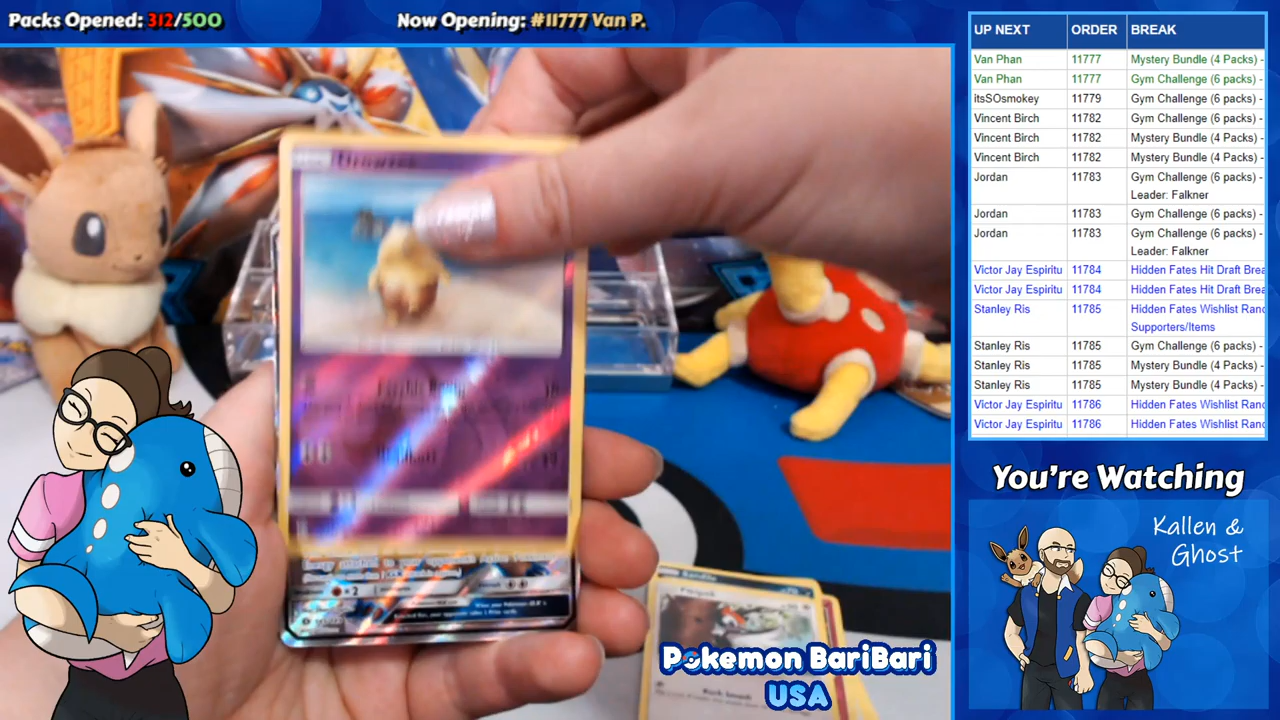 Packs Opened: 312/500
Now Opening: #11777 Van P.
UP NEXT ORDER BREAK
Van Phan 11777 Mystery Bundle (4 Packs) -
Van Phan 11777 Gym Challenge (6 packs) -
itsSOsmokey 11779 Gym Challenge (6 packs) -
Vincent Birch 11782 Gym Challenge (6 packs) -
Vincent Birch 11782 Mystery Bundle (4 Packs) -
Vincent Birch 11782 Mystery Bundle (4 Packs) -
Jordan 11783 Gym Challenge (6 packs) -
Leader: Falkner
Jordan 11783 Gym Challenge (6 packs) -
Jordan 11783 Gym Challenge (6 packs) -
Leader: Falkner
Victor Jay Espiritu 11784 Hidden Fates Hit Draft Brea
Victor Jay Espiritu 11784 Hidden Fates Hit Draft Brea
Stanley Ris 11785 Hidden Fates Wishlist Rand
Supporters/Items
Stanley Ris 11785 Gym Challenge (6 packs) -
Stanley Ris 11785 Mystery Bundle (4 Packs) -
Stanley Ris 11785 Mystery Bundle (4 Packs) -
Victor Jay Espiritu 11786 Hidden Fates Wishlist Rand
Victor Jay Espiritu 11786 Hidden Fates Wishlist Rand
You're Watching
Kallen &
Ghost
Drowzee
Pokemon BariBari
USA
Rock Smash